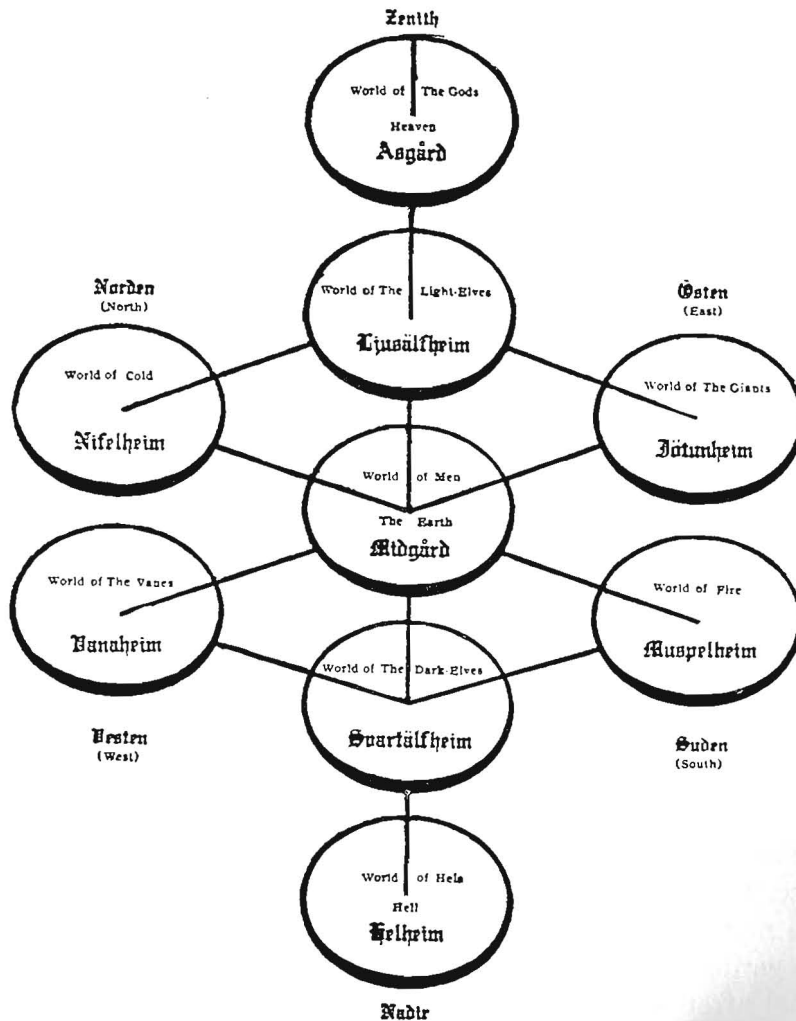 Zenith
World of The Gods
Heaven
Asgård
World of The Light-Elves
Ljusälfheim
Norden
(North)
World of Cold
Nifelheim
Östen
(East)
World of The Giants
Jötunheim
World of Men
The Earth
Midgård
World of The Vanes
Vanaheim
Vesten
(West)
World of Fire
Muspelheim
Suden
(South)
World of The Dark-Elves
Svartälfheim
World of Hels
Hell
Helheim
Nadir